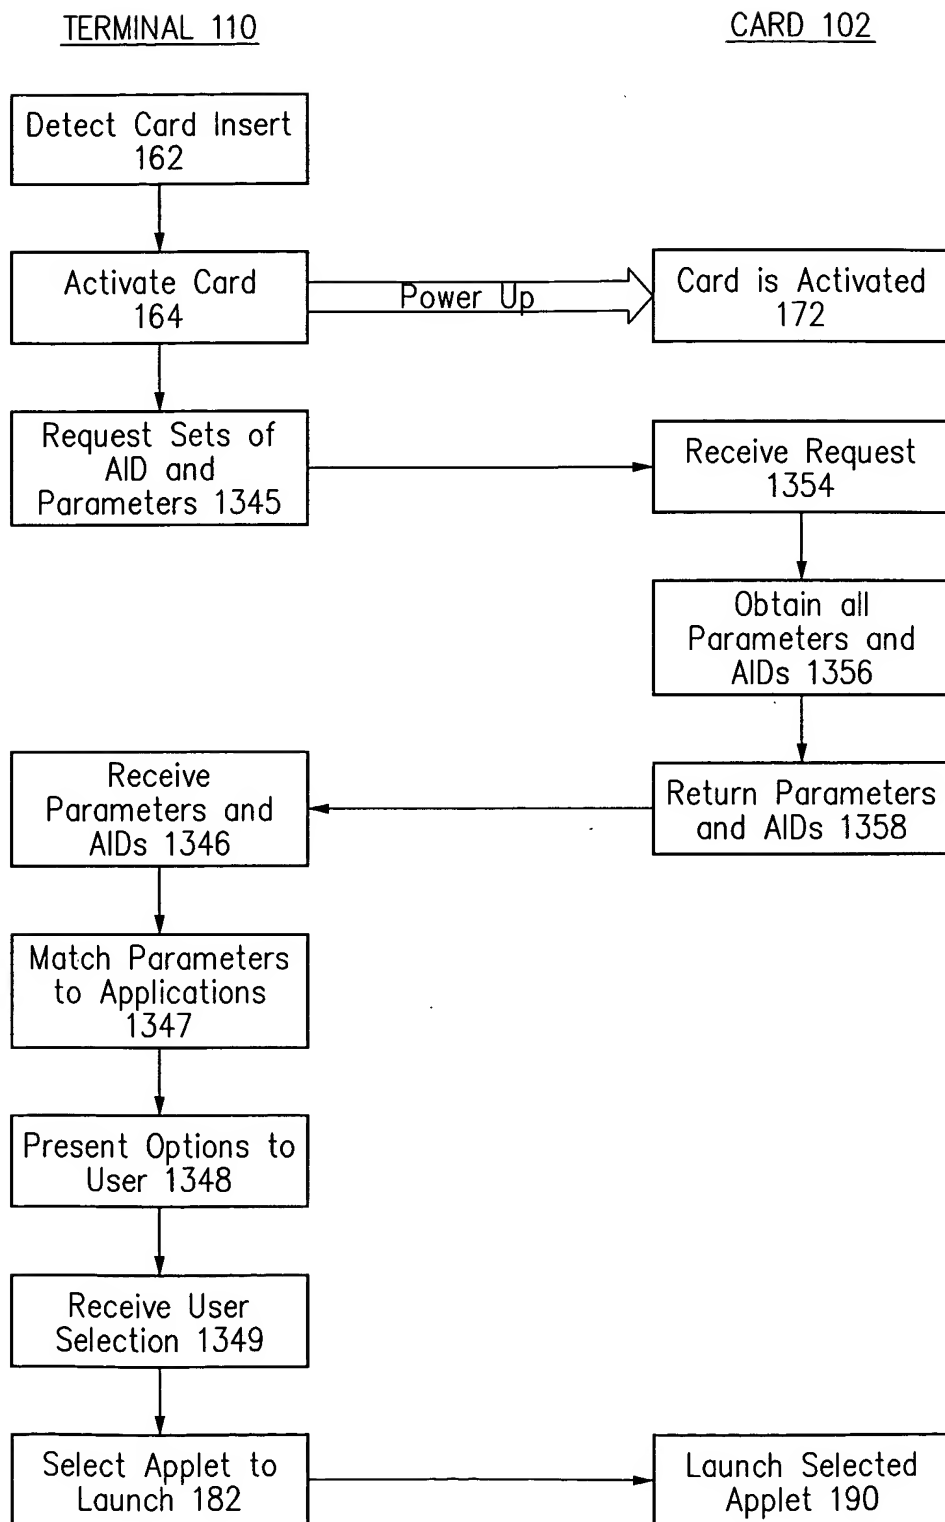 TERMINAL 110
CARD 102
Detect Card Insert
162
Activate Card
164
Power Up
Card is Activated
172
Request Sets of
AID and
Parameters 1345
Receive Request
1354
Obtain all
Parameters and
AIDs 1356
Receive
Parameters and
AIDs 1346
Return Parameters
and AIDs 1358
Match Parameters
to Applications
1347
Present Options to
User 1348
Receive User
Selection 1349
Select Applet to
Launch 182
Launch Selected
Applet 190